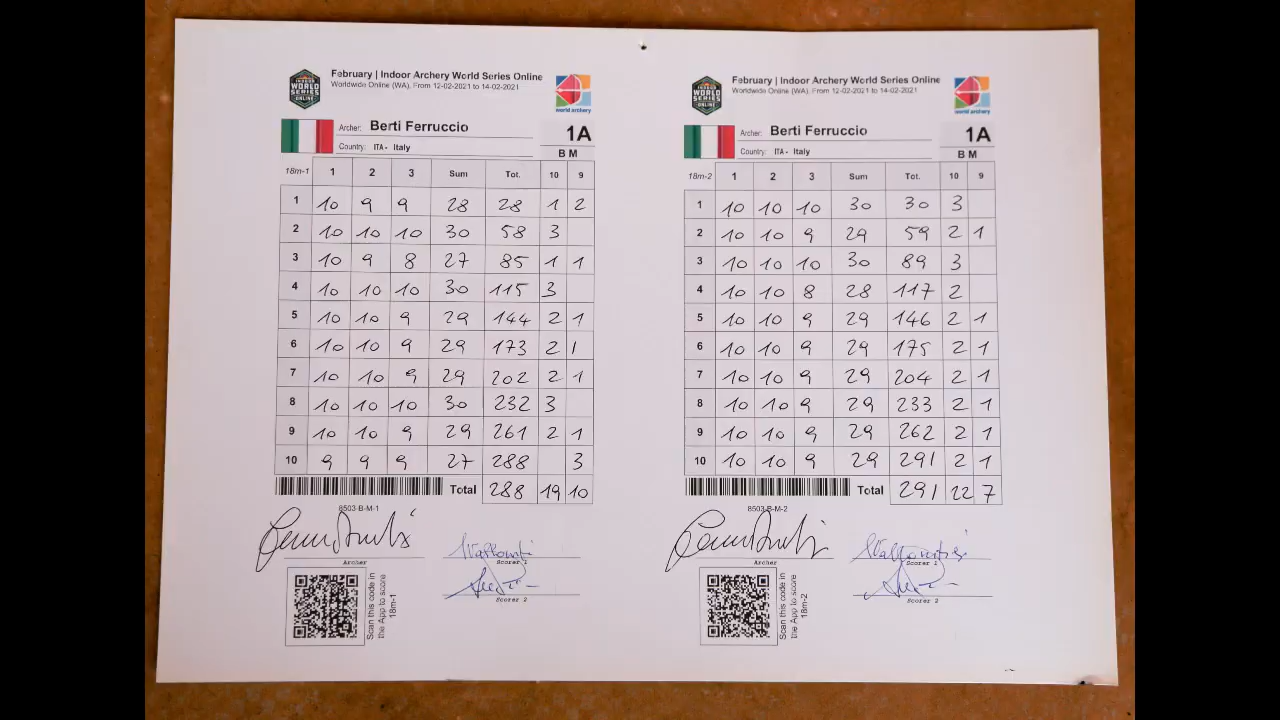 February | Indoor Archery World Series Online
Worldwide Online (WA), From 12-02-2021 to 14-02-2021
INDOOR WORLD SERIES ONLINE
world archery
Archer: Berti Ferruccio 1A
Country: ITA - Italy B M
18m-1 1 2 3 Sum Tot. 10 9
1 10 9 9 28 28 1 2
2 10 10 10 30 58 3
3 10 9 8 27 85 1 1
4 10 10 10 30 115 3
5 10 10 9 29 144 2 1
6 10 10 9 29 173 2 1
7 10 10 9 29 202 2 1
8 10 10 10 30 232 3
9 10 10 9 29 261 2 1
10 9 9 9 27 288 3
Total 288 19 10
8503-B-M-1
Archer
Scorer 1
Scorer 2
Scan this code in
the App to score
18m-1
February | Indoor Archery World Series Online
Worldwide Online (WA), From 12-02-2021 to 14-02-2021
INDOOR WORLD SERIES ONLINE
world archery
Archer: Berti Ferruccio 1A
Country: ITA - Italy B M
18m-2 1 2 3 Sum Tot. 10 9
1 10 10 10 30 30 3
2 10 10 9 29 59 2 1
3 10 10 10 30 89 3
4 10 10 8 28 117 2
5 10 10 9 29 146 2 1
6 10 10 9 29 175 2 1
7 10 10 9 29 204 2 1
8 10 10 9 29 233 2 1
9 10 10 9 29 262 2 1
10 10 10 9 29 291 2 1
Total 291 22 7
8503-B-M-2
Archer
Scorer 1
Scorer 2
Scan this code in
the App to score
18m-2